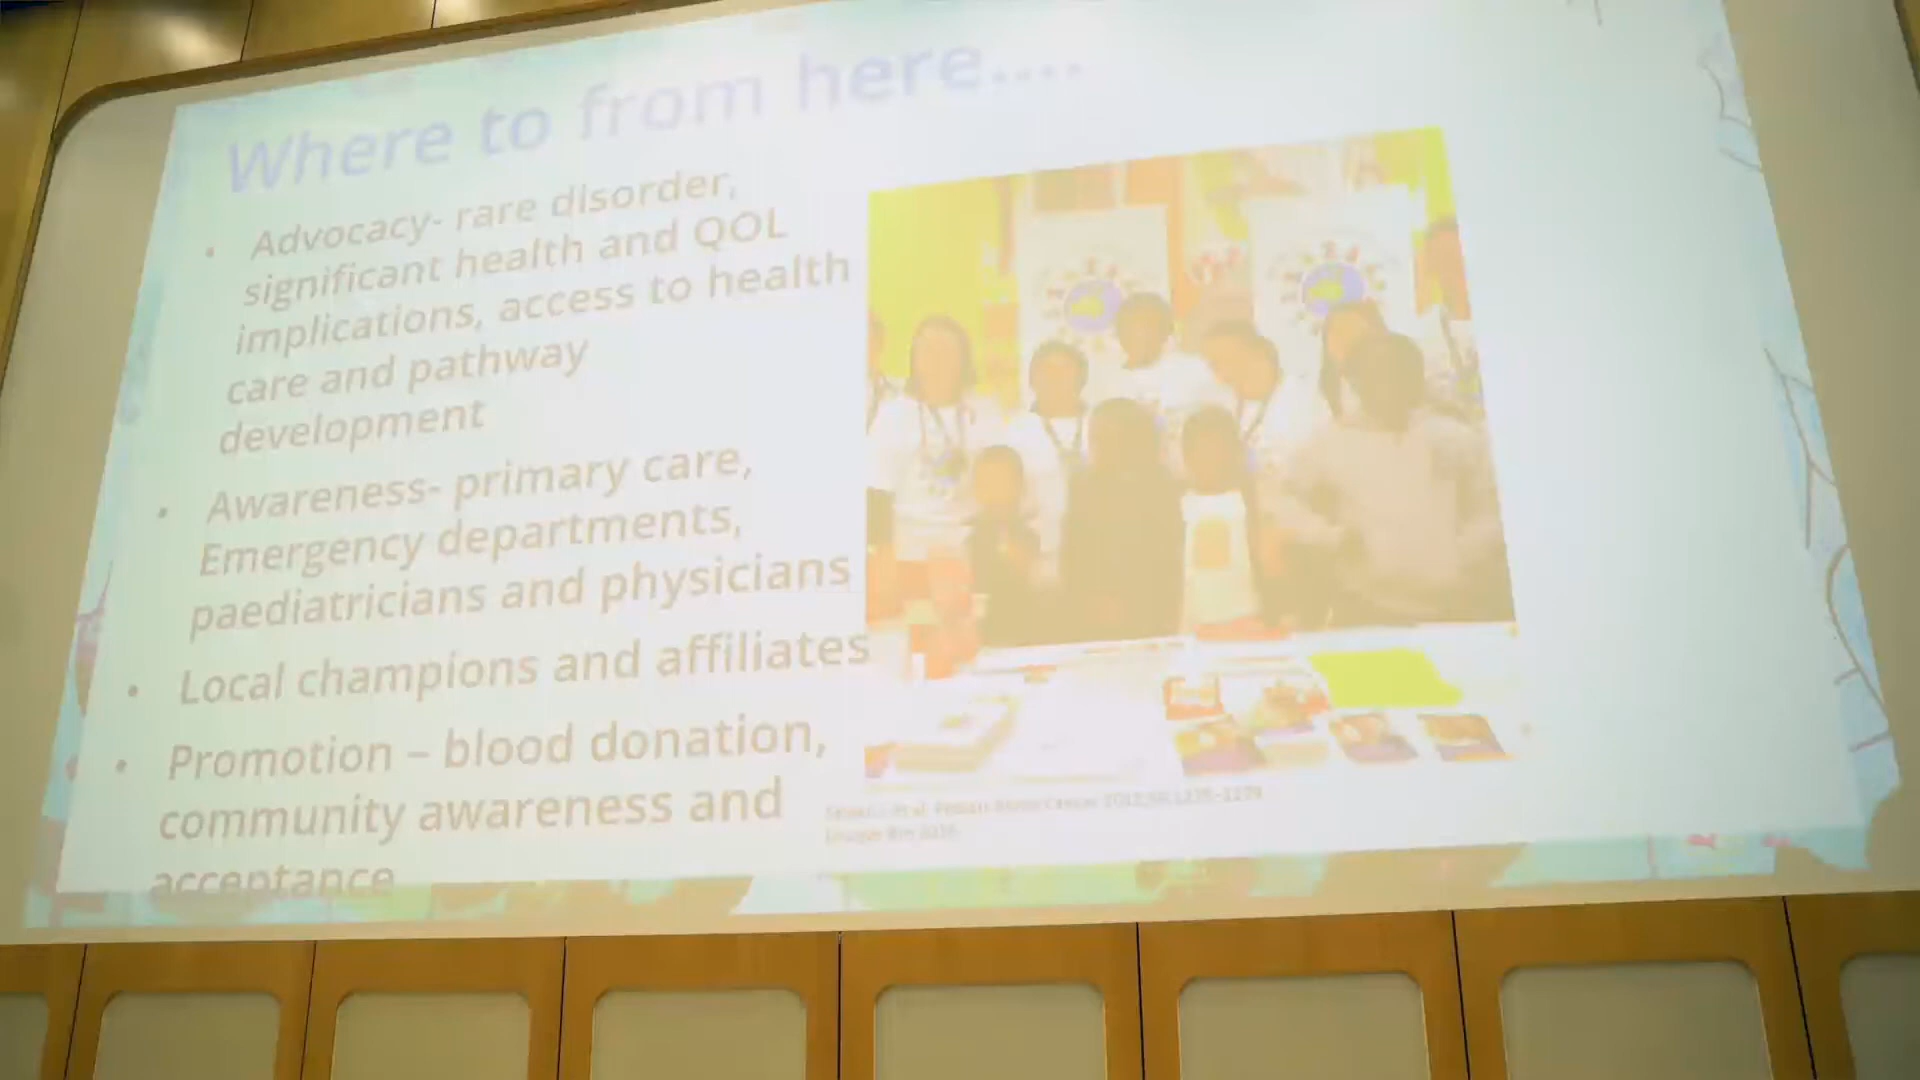 Where to from here....
• Advocacy- rare disorder,
significant health and QOL
implications, access to health
care and pathway
development
• Awareness- primary care,
Emergency departments,
paediatricians and physicians
• Local champions and affiliates
• Promotion – blood donation,
community awareness and
acceptance